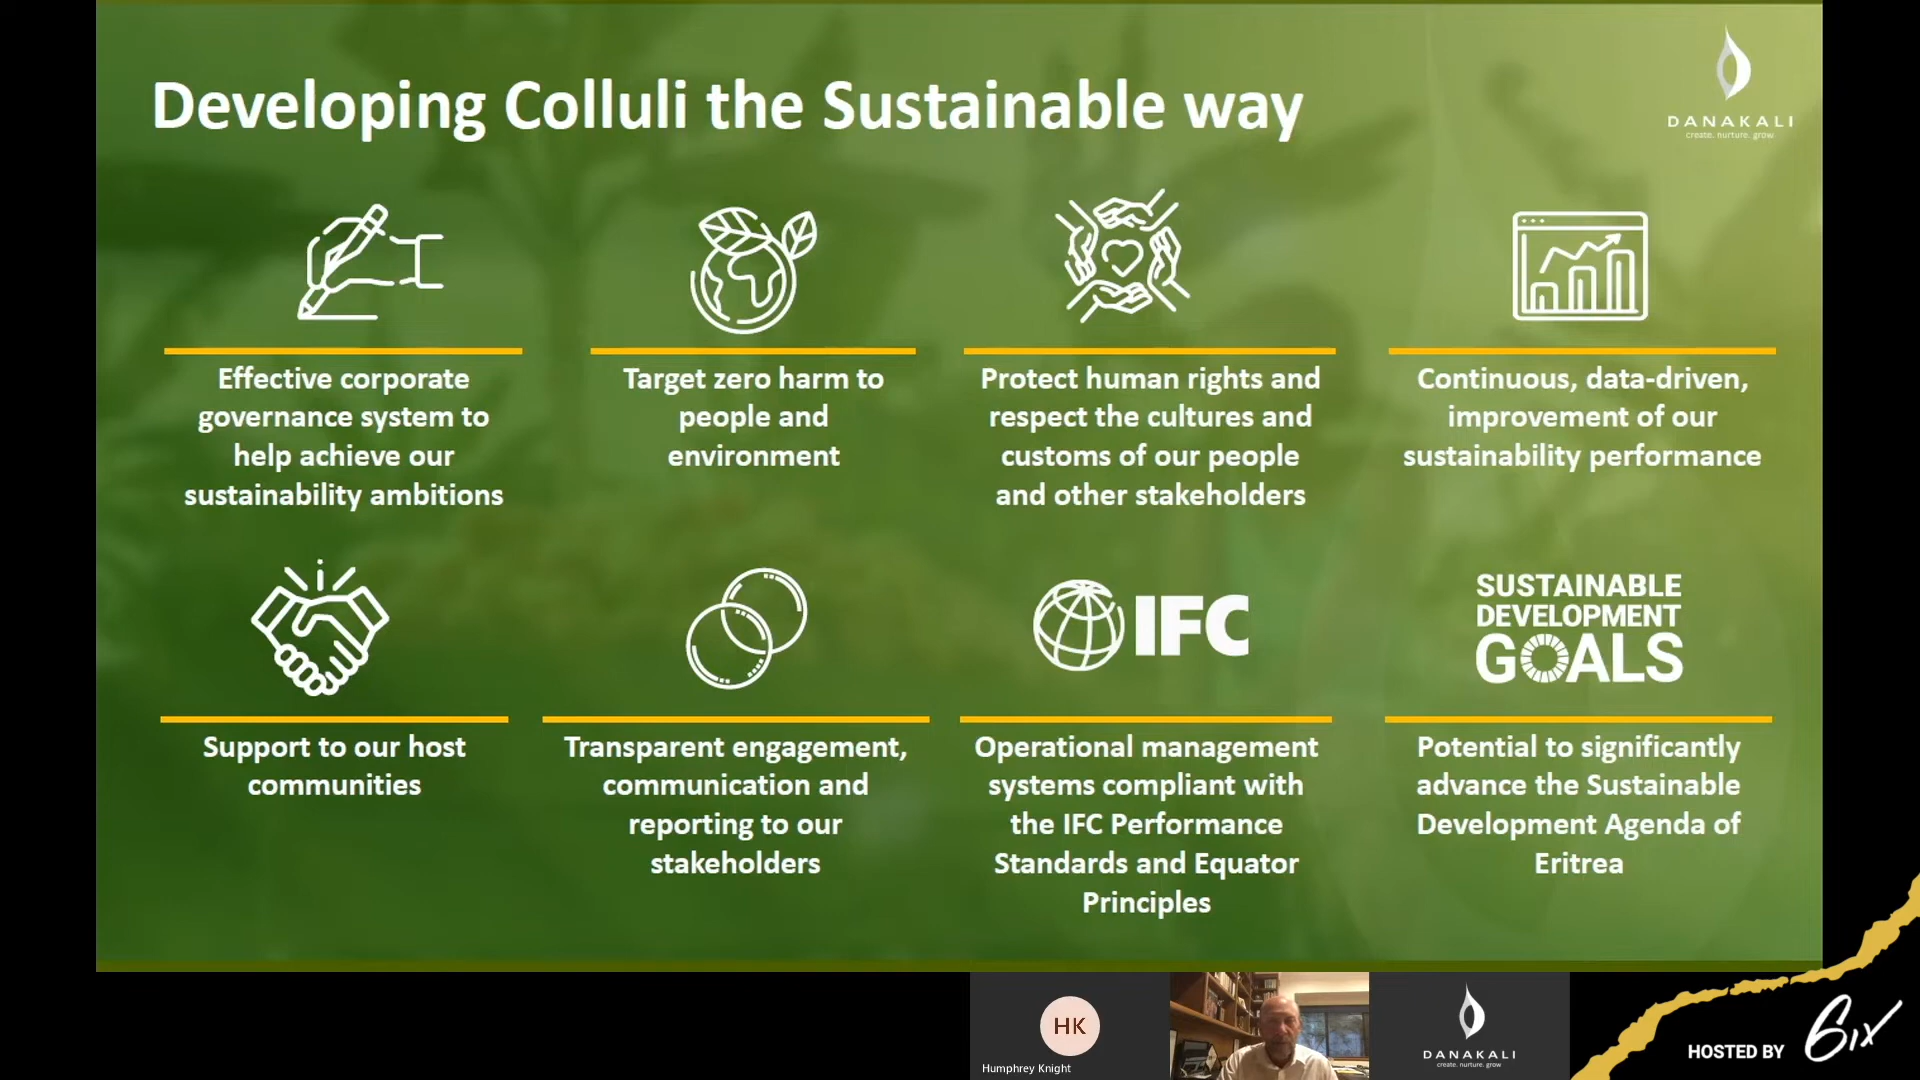 Developing Colluli the Sustainable way
DANAKALI
create. nurture. grow.
Effective corporate
governance system to
help achieve our
sustainability ambitions
Target zero harm to
people and
environment
Protect human rights and
respect the cultures and
customs of our people
and other stakeholders
Continuous, data-driven,
improvement of our
sustainability performance
IFC
SUSTAINABLE
DEVELOPMENT
GOALS
Support to our host
communities
Transparent engagement,
communication and
reporting to our
stakeholders
Operational management
systems compliant with
the IFC Performance
Standards and Equator
Principles
Potential to significantly
advance the Sustainable
Development Agenda of
Eritrea
HK
Humphrey Knight
DANAKALI
create. nurture. grow
HOSTED BY 6ix